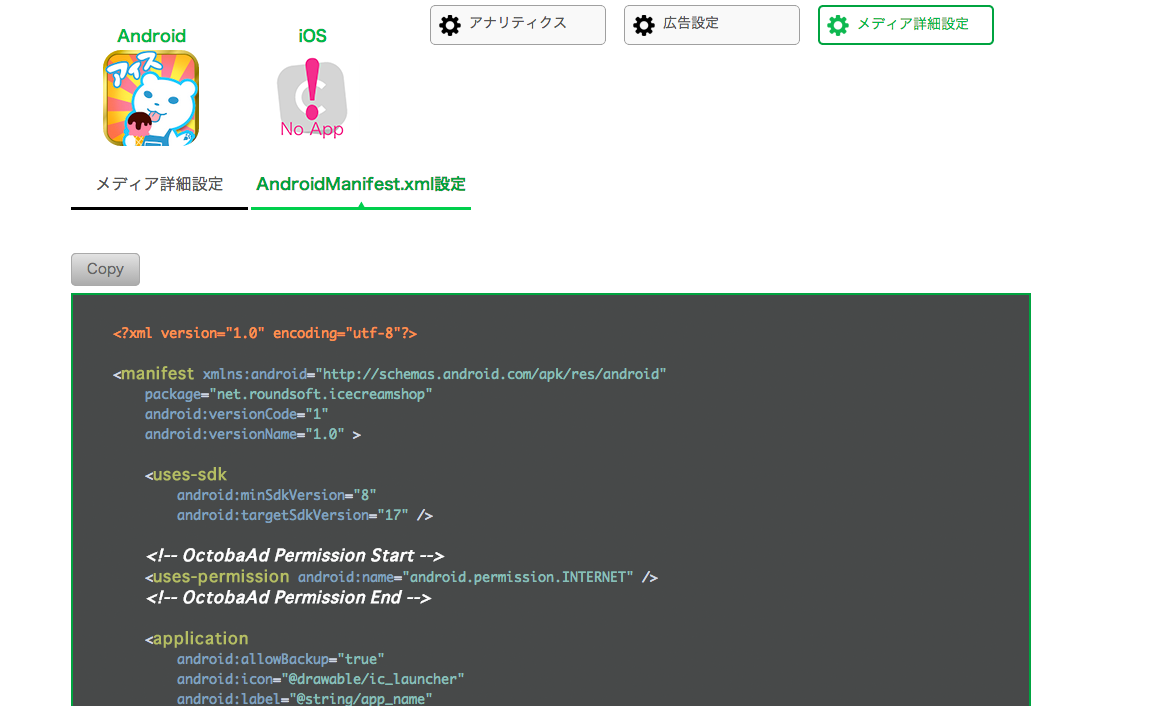 Android
iOS
アナリティクス
広告設定
メディア詳細設定
アイス
No App
メディア詳細設定
AndroidManifest.xml設定
Copy
<?xml version="1.0" encoding="utf-8"?>
<manifest xmlns:android="http://schemas.android.com/apk/res/android"
package="net.roundsoft.icecreamshop"
android:versionCode="1"
android:versionName="1.0" >
<uses-sdk
android:minSdkVersion="8"
android:targetSdkVersion="17" />
<!-- OctobaAd Permission Start -->
<uses-permission android:name="android.permission.INTERNET" />
<!-- OctobaAd Permission End -->
<application
android:allowBackup="true"
android:icon="@drawable/ic_launcher"
android:label="@string/app_name"